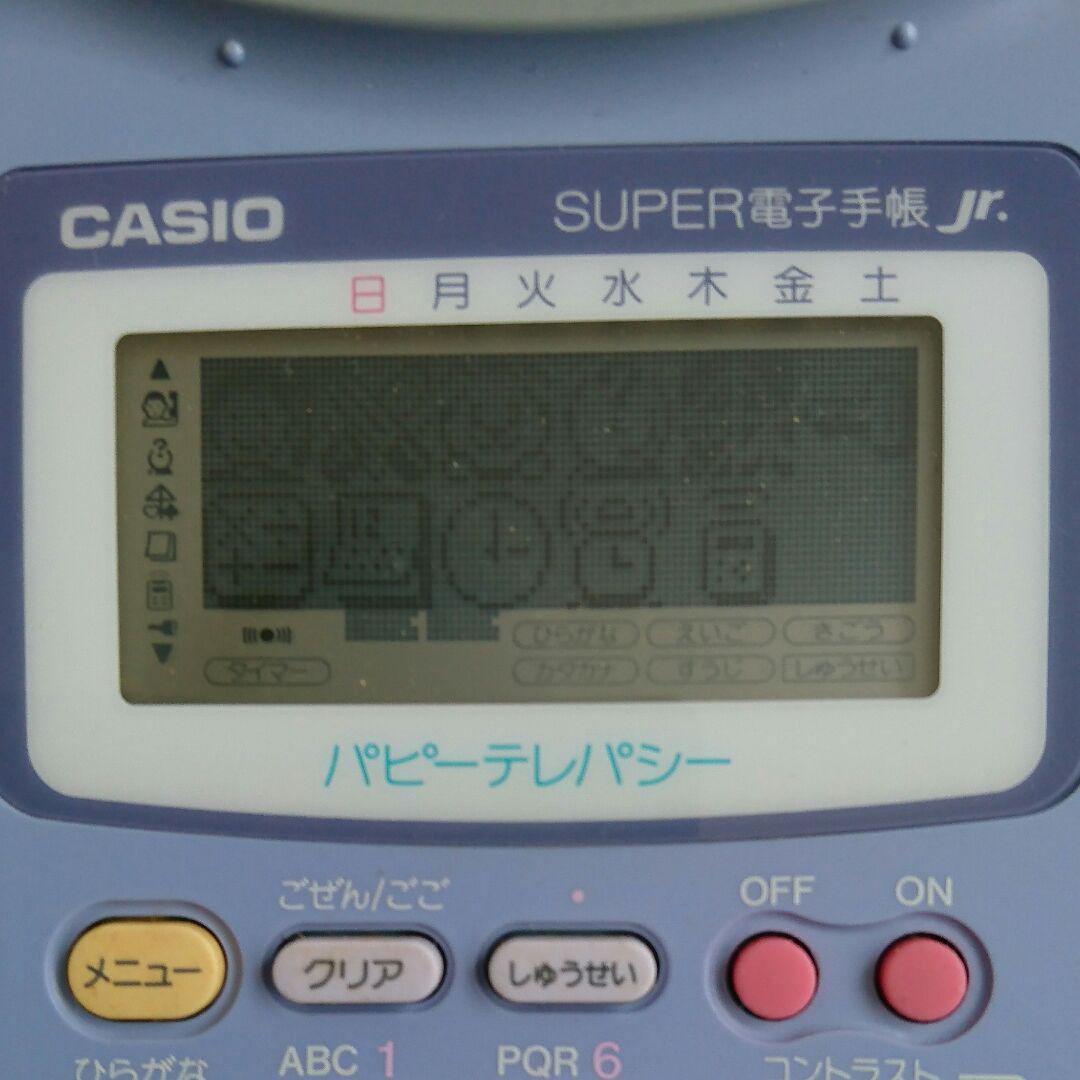 CASIO SUPER電子手帳 Jr.
日 月 火 水 木 金 土
ひらがな えいご きごう
タイマー カタカナ すうじ しゅうせい
パピーテレパシー
ごぜん/ごご • OFF ON
メニュー クリア しゅうせい
ひらがな ABC 1 PQR 6 コントラスト